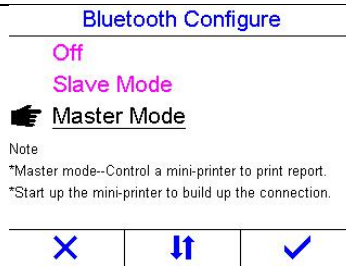 Bluetooth Configure
Off
Slave Mode
Master Mode
Note
*Master mode--Control a mini-printer to print report.
*Start up the mini-printer to build up the connection.